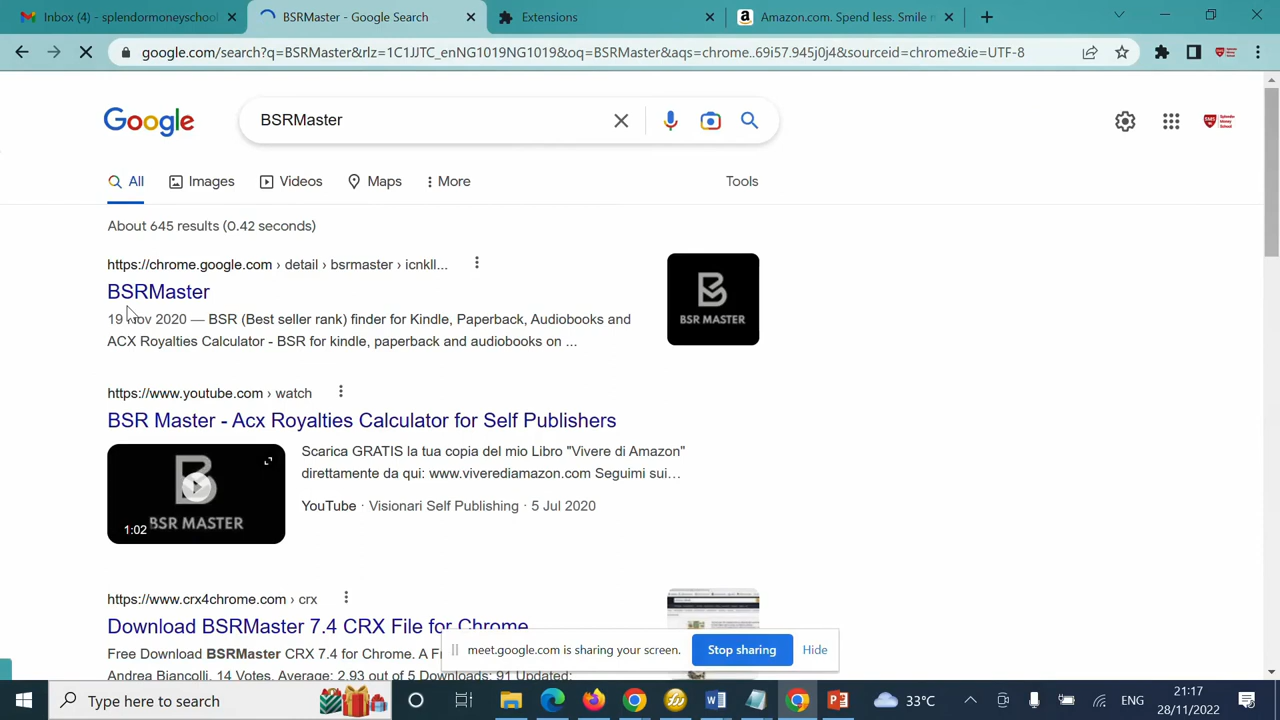 Inbox (4) - splendormoneyschool
BSRMaster - Google Search
Extensions
Amazon.com. Spend less. Smile m
google.com/search?q=BSRMaster&rlz=1C1JJTC_enNG1019NG1019&oq=BSRMaster&aqs=chrome..69i57.945j0j4&sourceid=chrome&ie=UTF-8
Google
BSRMaster
All
Images
Videos
Maps
More
Tools
About 645 results (0.42 seconds)
https://chrome.google.com › detail › bsrmaster › icnkll...
BSRMaster
19 Nov 2020 — BSR (Best seller rank) finder for Kindle, Paperback, Audiobooks and
ACX Royalties Calculator - BSR for kindle, paperback and audiobooks on ...
BSR MASTER
https://www.youtube.com › watch
BSR Master - Acx Royalties Calculator for Self Publishers
BSR MASTER
1:02
Scarica GRATIS la tua copia del mio Libro "Vivere di Amazon"
direttamente da qui: www.viverediamazon.com Seguimi sui…
YouTube · Visionari Self Publishing · 5 Jul 2020
https://www.crx4chrome.com › crx
Download BSRMaster 7.4 CRX File for Chrome
Free Download BSRMaster CRX 7.4 for Chrome. A Fr
Andrea Biancolli. 14 Votes. Average: 2.93 out of 5 Downloads: 91 Updated:
meet.google.com is sharing your screen.
Stop sharing
Hide
Type here to search
33°C
ENG
21:17
28/11/2022